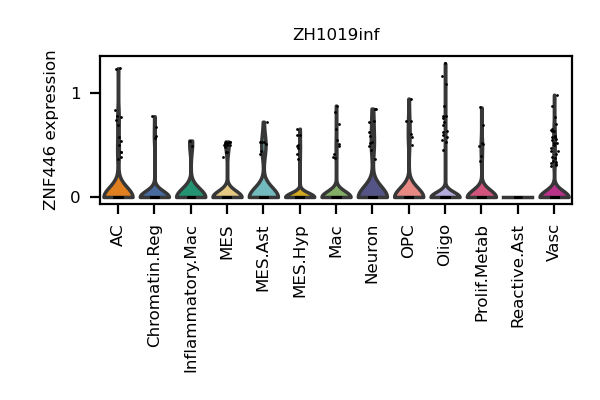 ZH1019inf
ZNF446 expression
1
0
AC
Chromatin.Reg
Inflammatory.Mac
MES
MES.Ast
MES.Hyp
Mac
Neuron
OPC
Oligo
Prolif.Metab
Reactive.Ast
Vasc